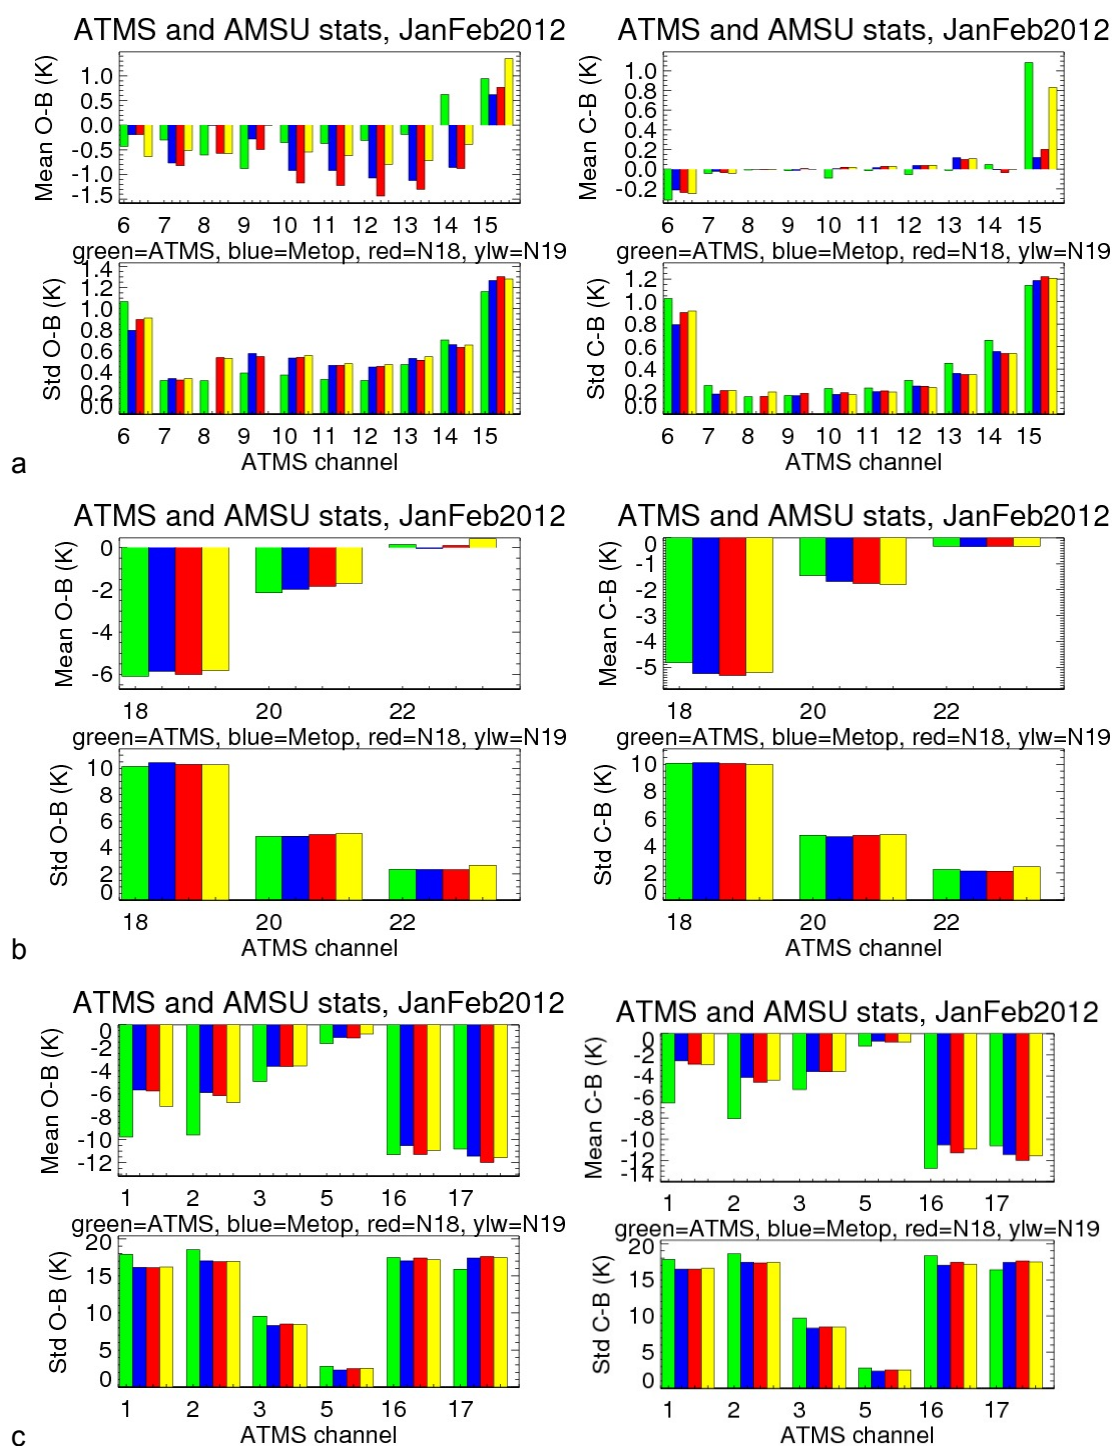 ATMS and AMSU stats, JanFeb2012
Mean O-B (K)
1.0
0.5
0.0
-0.5
-1.0
-1.5
6 7 8 9 10 11 12 13 14 15
green=ATMS, blue=Metop, red=N18, ylw=N19
Std O-B (K)
1.4
1.2
1.0
0.8
0.6
0.4
0.2
0.0
6 7 8 9 10 11 12 13 14 15
ATMS channel
ATMS and AMSU stats, JanFeb2012
Mean C-B (K)
1.0
0.8
0.6
0.4
0.2
0.0
-0.2
6 7 8 9 10 11 12 13 14 15
green=ATMS, blue=Metop, red=N18, ylw=N19
Std C-B (K)
1.2
1.0
0.8
0.6
0.4
0.2
0.0
6 7 8 9 10 11 12 13 14 15
ATMS channel
a
ATMS and AMSU stats, JanFeb2012
Mean O-B (K)
0
-2
-4
-6
18 20 22
green=ATMS, blue=Metop, red=N18, ylw=N19
Std O-B (K)
10
8
6
4
2
0
18 20 22
ATMS channel
ATMS and AMSU stats, JanFeb2012
Mean C-B (K)
0
-1
-2
-3
-4
-5
18 20 22
green=ATMS, blue=Metop, red=N18, ylw=N19
Std C-B (K)
10
8
6
4
2
0
18 20 22
ATMS channel
b
ATMS and AMSU stats, JanFeb2012
Mean O-B (K)
0
-2
-4
-6
-8
-10
-12
1 2 3 5 16 17
green=ATMS, blue=Metop, red=N18, ylw=N19
Std O-B (K)
20
15
10
5
0
1 2 3 5 16 17
ATMS channel
ATMS and AMSU stats, JanFeb2012
Mean C-B (K)
0
-2
-4
-6
-8
-10
-12
-14
1 2 3 5 16 17
green=ATMS, blue=Metop, red=N18, ylw=N19
Std C-B (K)
20
15
10
5
0
1 2 3 5 16 17
ATMS channel
c